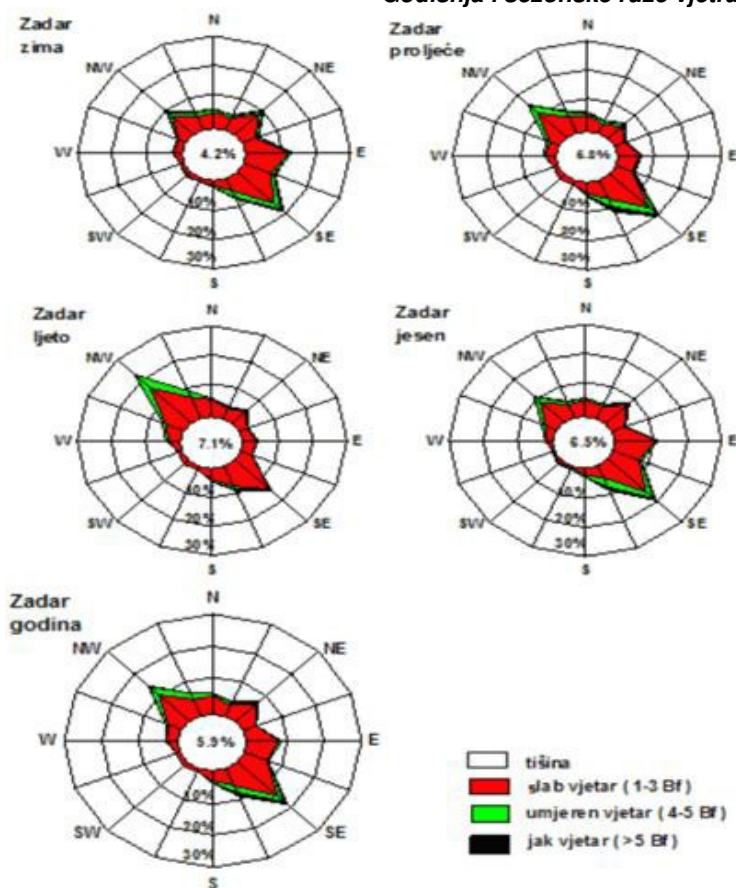 Godišnja i sezonske ruže vjetra
Zadar
zima
N
NW
NE
W
4.2%
E
10%
SW
20%
SE
30%
S
Zadar
proljeće
N
NW
NE
W
6.8%
E
10%
SW
20%
SE
30%
S
Zadar
ljeto
N
NW
NE
W
7.1%
E
10%
SW
20%
SE
30%
S
Zadar
jesen
N
NW
NE
W
6.5%
E
10%
SW
20%
SE
30%
S
Zadar
godina
N
NW
NE
W
5.9%
E
10%
SW
20%
SE
30%
S
tišina
slab vjetar ( 1-3 Bf )
umjeren vjetar ( 4-5 Bf )
jak vjetar ( >5 Bf )